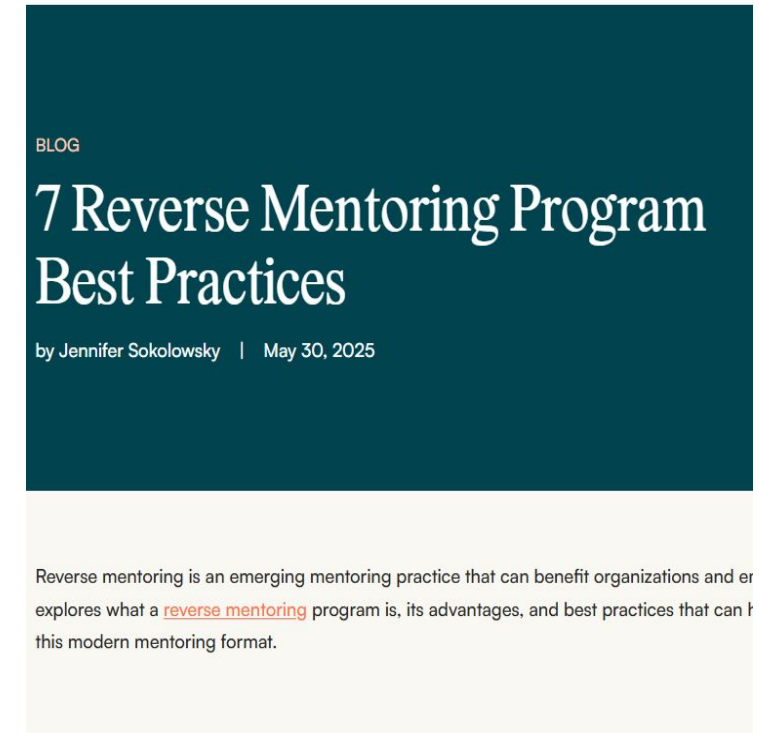 BLOG
7 Reverse Mentoring Program
Best Practices
by Jennifer Sokolowsky | May 30, 2025
Reverse mentoring is an emerging mentoring practice that can benefit organizations and
explores what a reverse mentoring program is, its advantages, and best practices that can
this modern mentoring format.